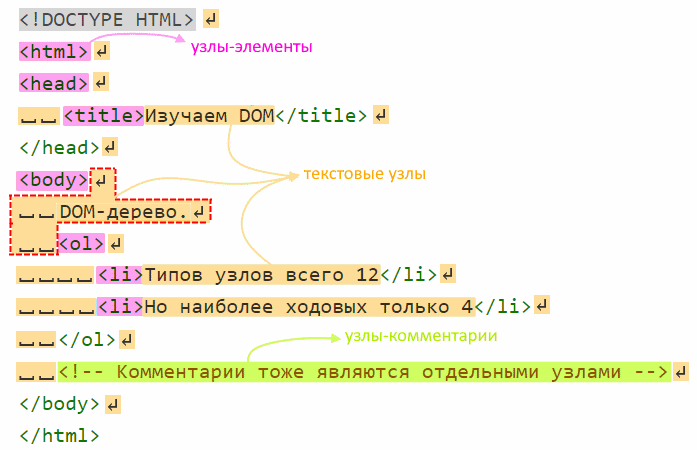 <!DOCTYPE HTML> ↲
<html> ↲ узлы-элементы
<head> ↲
␣␣<title>Изучаем DOM</title> ↲
</head>↲
<body> ↲ текстовые узлы
␣␣DOM-дерево.↲
␣␣<ol>
␣␣␣␣<li>Типов узлов всего 12</li>↲
␣␣␣␣<li>Но наиболее ходовых только 4</li>↲
␣␣</ol>↲ узлы-комментарии
␣␣<!-- Комментарии тоже являются отдельными узлами -->↲
</body>↲
</html>